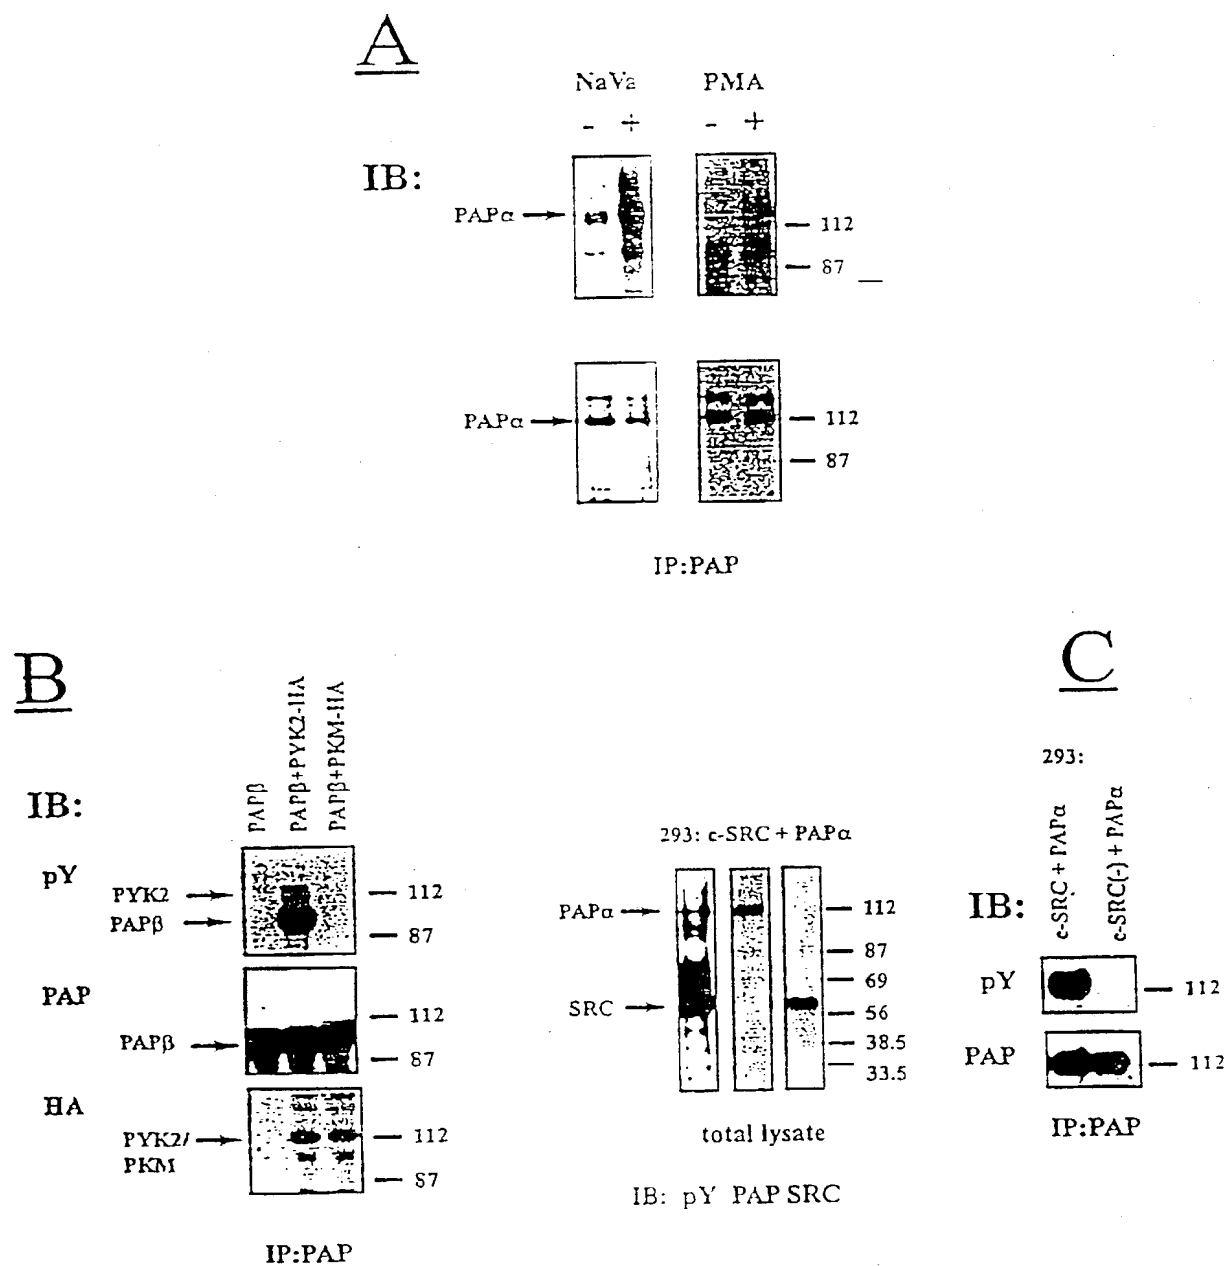 A
NaVa PMA
- + - +
IB:
PAPα
112
87
PAPα
112
87
IP:PAP
B
PAPβ
PAPβ+PYK2-HA
PAPβ+PKM-HA
IB:
pY
PYK2
112
PAPβ
87
PAP
112
PAPβ
87
HA
PYK2/
PKM
112
87
IP:PAP
293: c-SRC + PAPα
PAPα
SRC
112
87
69
56
38.5
33.5
total lysate
IB: pY PAP SRC
C
293:
c-SRC + PAPα
c-SRC(-) + PAPα
IB:
pY
112
PAP
112
IP:PAP